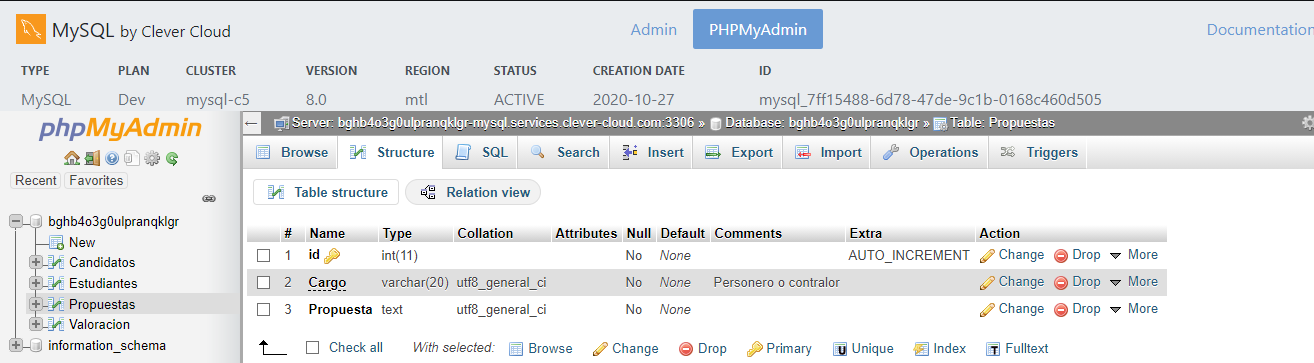 MySQL by Clever Cloud
Admin
PHPMyAdmin
Documentation
TYPE PLAN CLUSTER VERSION REGION STATUS CREATION DATE ID
MySQL Dev mysql-c5 8.0 mtl ACTIVE 2020-10-27 mysql_7ff15488-6d78-47de-9c1b-0168c460d505
phpMyAdmin
Recent Favorites
bghb4o3g0ulpranqklgr
New
Candidatos
Estudiantes
Propuestas
Valoracion
information_schema
Server: bghb4o3g0ulpranqklgr-mysql.services.clever-cloud.com:3306 » Database: bghb4o3g0ulpranqklgr » Table: Propuestas
Browse Structure SQL Search Insert Export Import Operations Triggers
Table structure Relation view
# Name Type Collation Attributes Null Default Comments Extra Action
1 id int(11) No None AUTO_INCREMENT Change Drop More
2 Cargo varchar(20) utf8_general_ci No None Personero o contralor Change Drop More
3 Propuesta text utf8_general_ci No None Change Drop More
Check all With selected: Browse Change Drop Primary Unique Index Fulltext